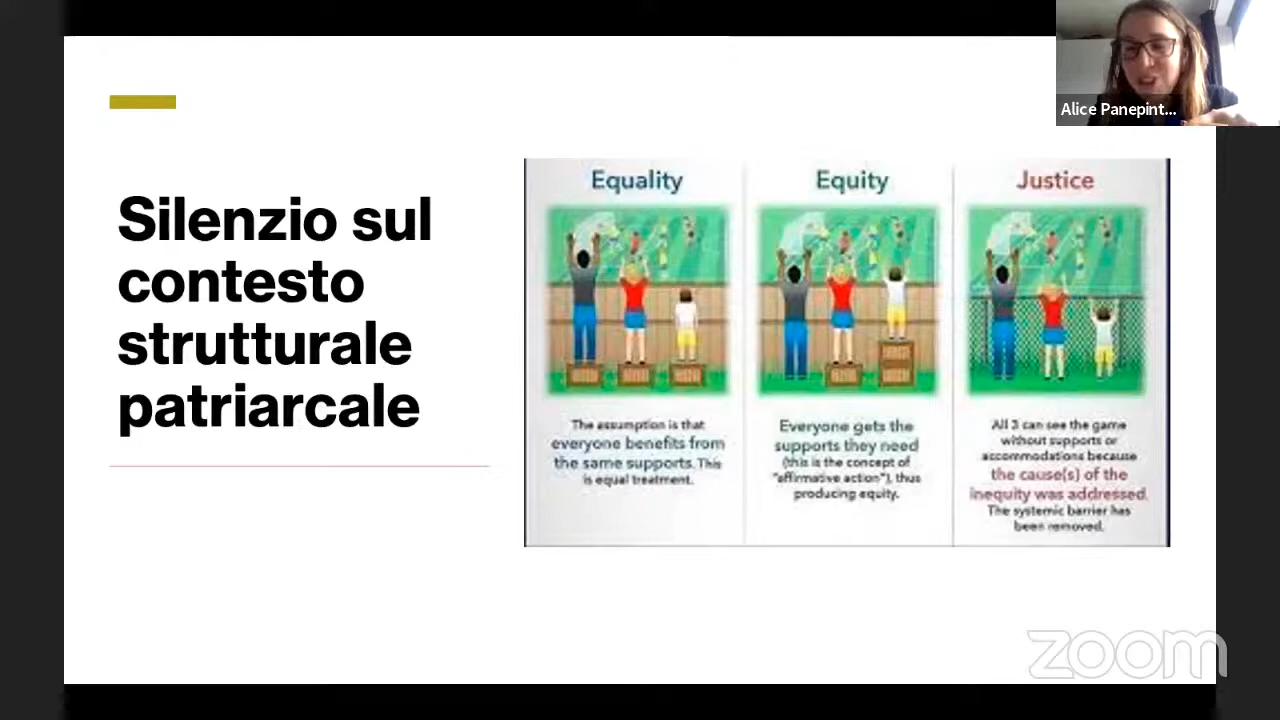 Alice Panepint...
Silenzio sul
contesto
strutturale
patriarcale
Equality
Equity
Justice
The assumption is that
everyone benefits from
the same supports. This
is equal treatment.
Everyone gets the
supports they need
(this is the concept of
"affirmative action"), thus
producing equity.
All 3 can see the game
without supports or
accommodations because
the cause(s) of the
inequity was addressed.
The systemic barrier has
been removed.
zoom